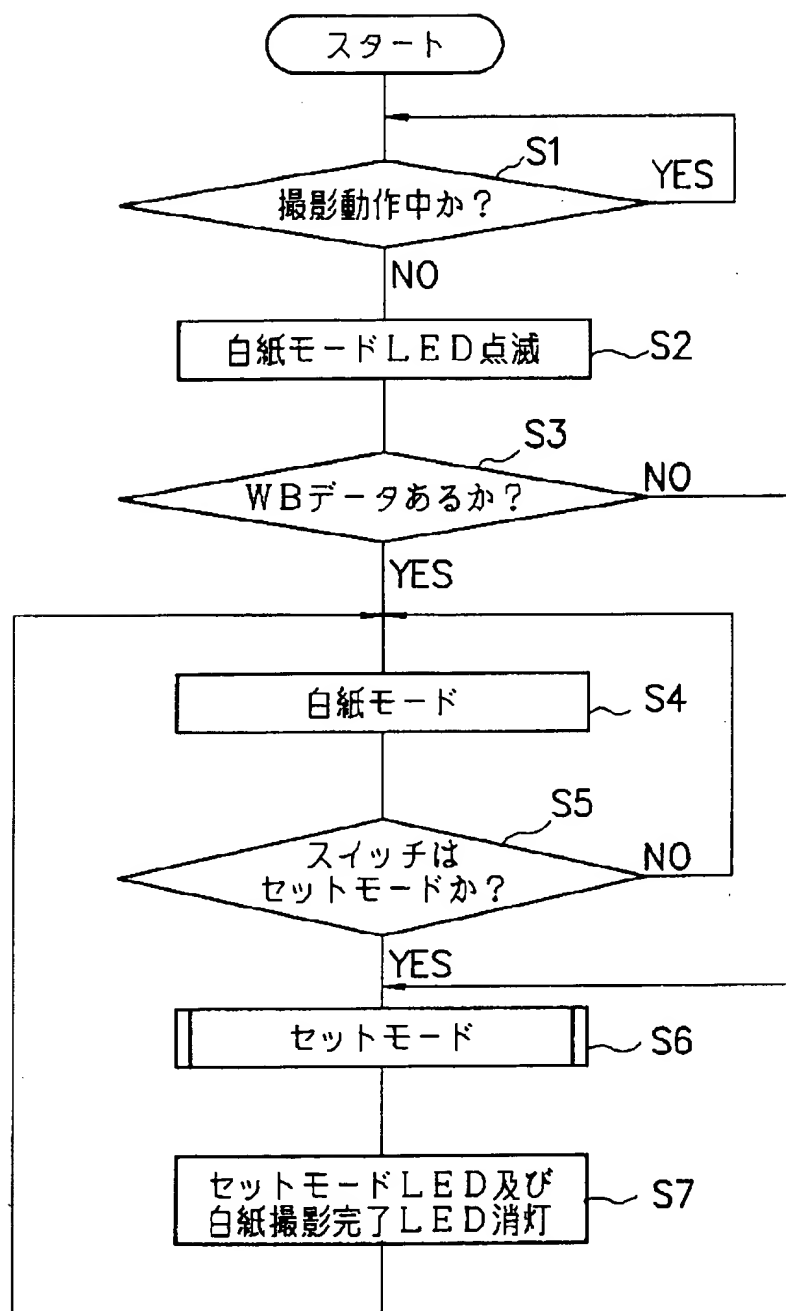 スタート
S1
YES
撮影動作中か?
NO
白紙モードLED点滅
S2
S3
NO
WBデータあるか?
YES
白紙モード
S4
S5
スイッチは
NO
セットモードか?
YES
セットモード
S6
セットモードLED及び
S7
白紙撮影完了LED消灯